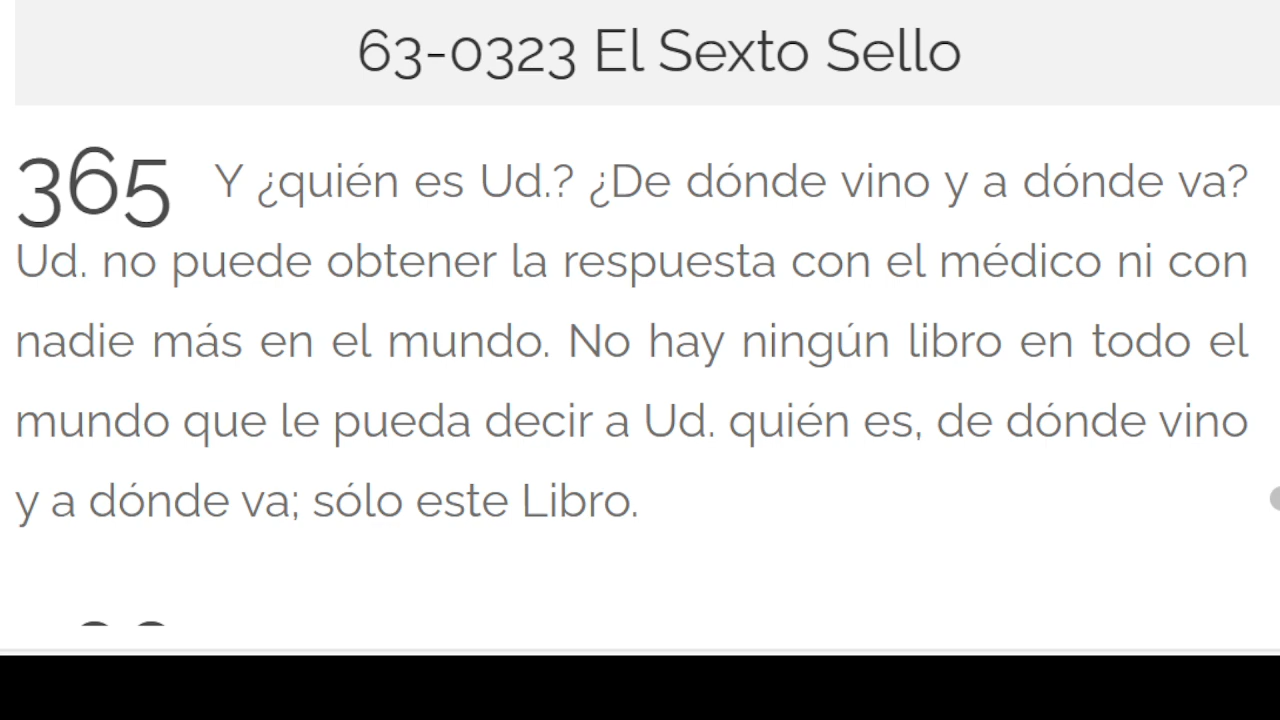 63-0323 El Sexto Sello
365 Y ¿quién es Ud.? ¿De dónde vino y a dónde va?
Ud. no puede obtener la respuesta con el médico ni con
nadie más en el mundo. No hay ningún libro en todo el
mundo que le pueda decir a Ud. quién es, de dónde vino
y a dónde va; sólo este Libro.